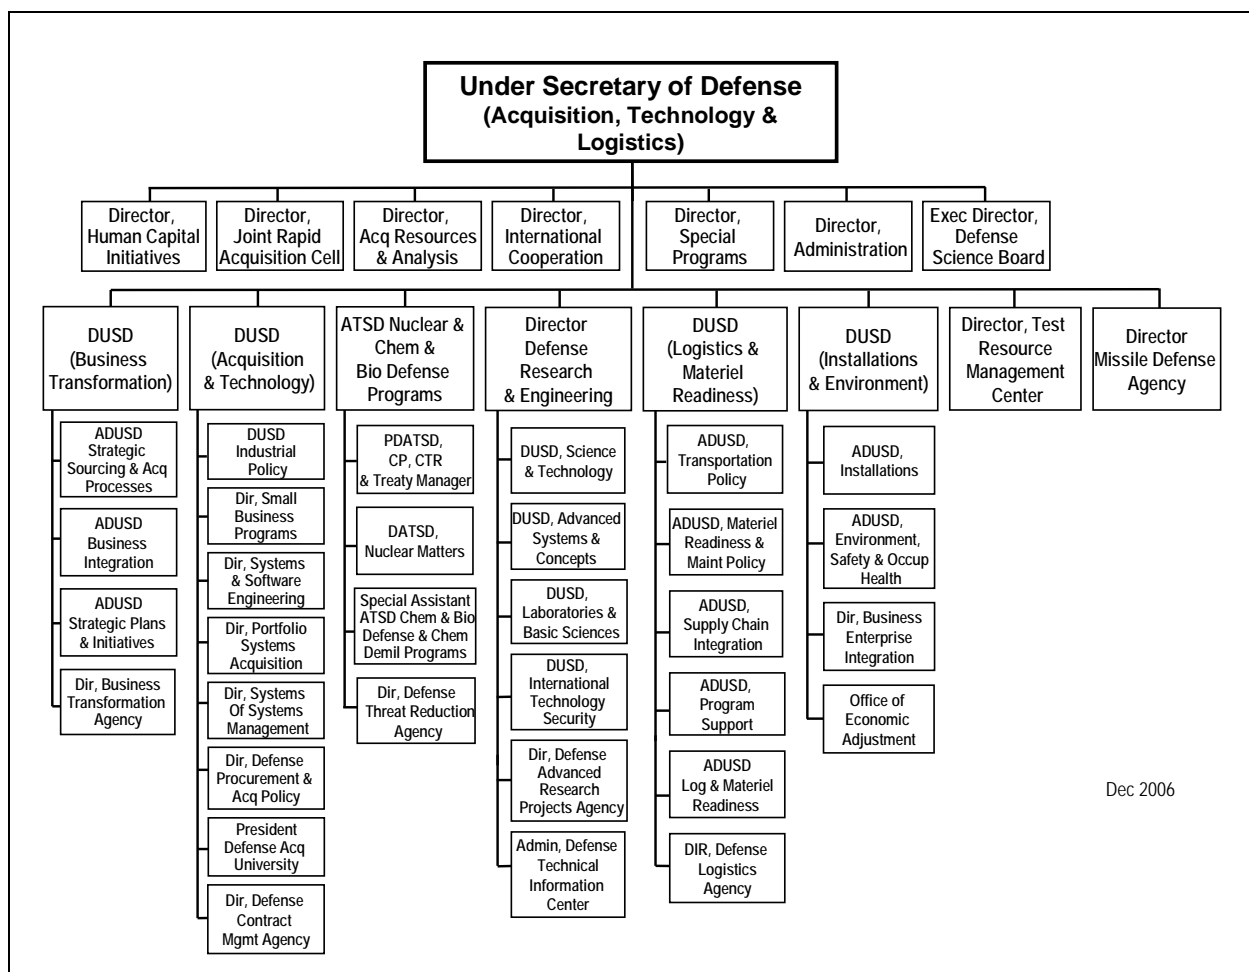 Under Secretary of Defense
(Acquisition, Technology &
Logistics)
Director,
Human Capital
Initiatives
Director,
Joint Rapid
Acquisition Cell
Director,
Acq Resources
& Analysis
Director,
International
Cooperation
Director,
Special
Programs
Director,
Administration
Exec Director,
Defense
Science Board
DUSD
(Business
Transformation)
DUSD
(Acquisition
& Technology)
ATSD Nuclear &
Chem &
Bio Defense
Programs
Director
Defense
Research
& Engineering
DUSD
(Logistics &
Materiel
Readiness)
DUSD
(Installations
& Environment)
Director, Test
Resource
Management
Center
Director
Missile Defense
Agency
ADUSD
Strategic
Sourcing & Acq
Processes
ADUSD
Business
Integration
ADUSD
Strategic Plans
& Initiatives
Dir, Business
Transformation
Agency
DUSD
Industrial
Policy
Dir, Small
Business
Programs
Dir, Systems
& Software
Engineering
Dir, Portfolio
Systems
Acquisition
Dir, Systems
Of Systems
Management
Dir, Defense
Procurement &
Acq Policy
President
Defense Acq
University
Dir, Defense
Contract
Mgmt Agency
PDATSD,
CP, CTR
& Treaty Manager
DATSD,
Nuclear Matters
Special Assistant
ATSD Chem & Bio
Defense & Chem
Demil Programs
Dir, Defense
Threat Reduction
Agency
DUSD, Science
& Technology
DUSD, Advanced
Systems &
Concepts
DUSD,
Laboratories &
Basic Sciences
DUSD,
International
Technology
Security
Dir, Defense
Advanced
Research
Projects Agency
Admin, Defense
Technical
Information
Center
ADUSD,
Transportation
Policy
ADUSD, Materiel
Readiness &
Maint Policy
ADUSD,
Supply Chain
Integration
ADUSD,
Program
Support
ADUSD
Log & Materiel
Readiness
DIR, Defense
Logistics
Agency
ADUSD,
Installations
ADUSD,
Environment,
Safety & Occup
Health
Dir, Business
Enterprise
Integration
Office of
Economic
Adjustment
Dec 2006